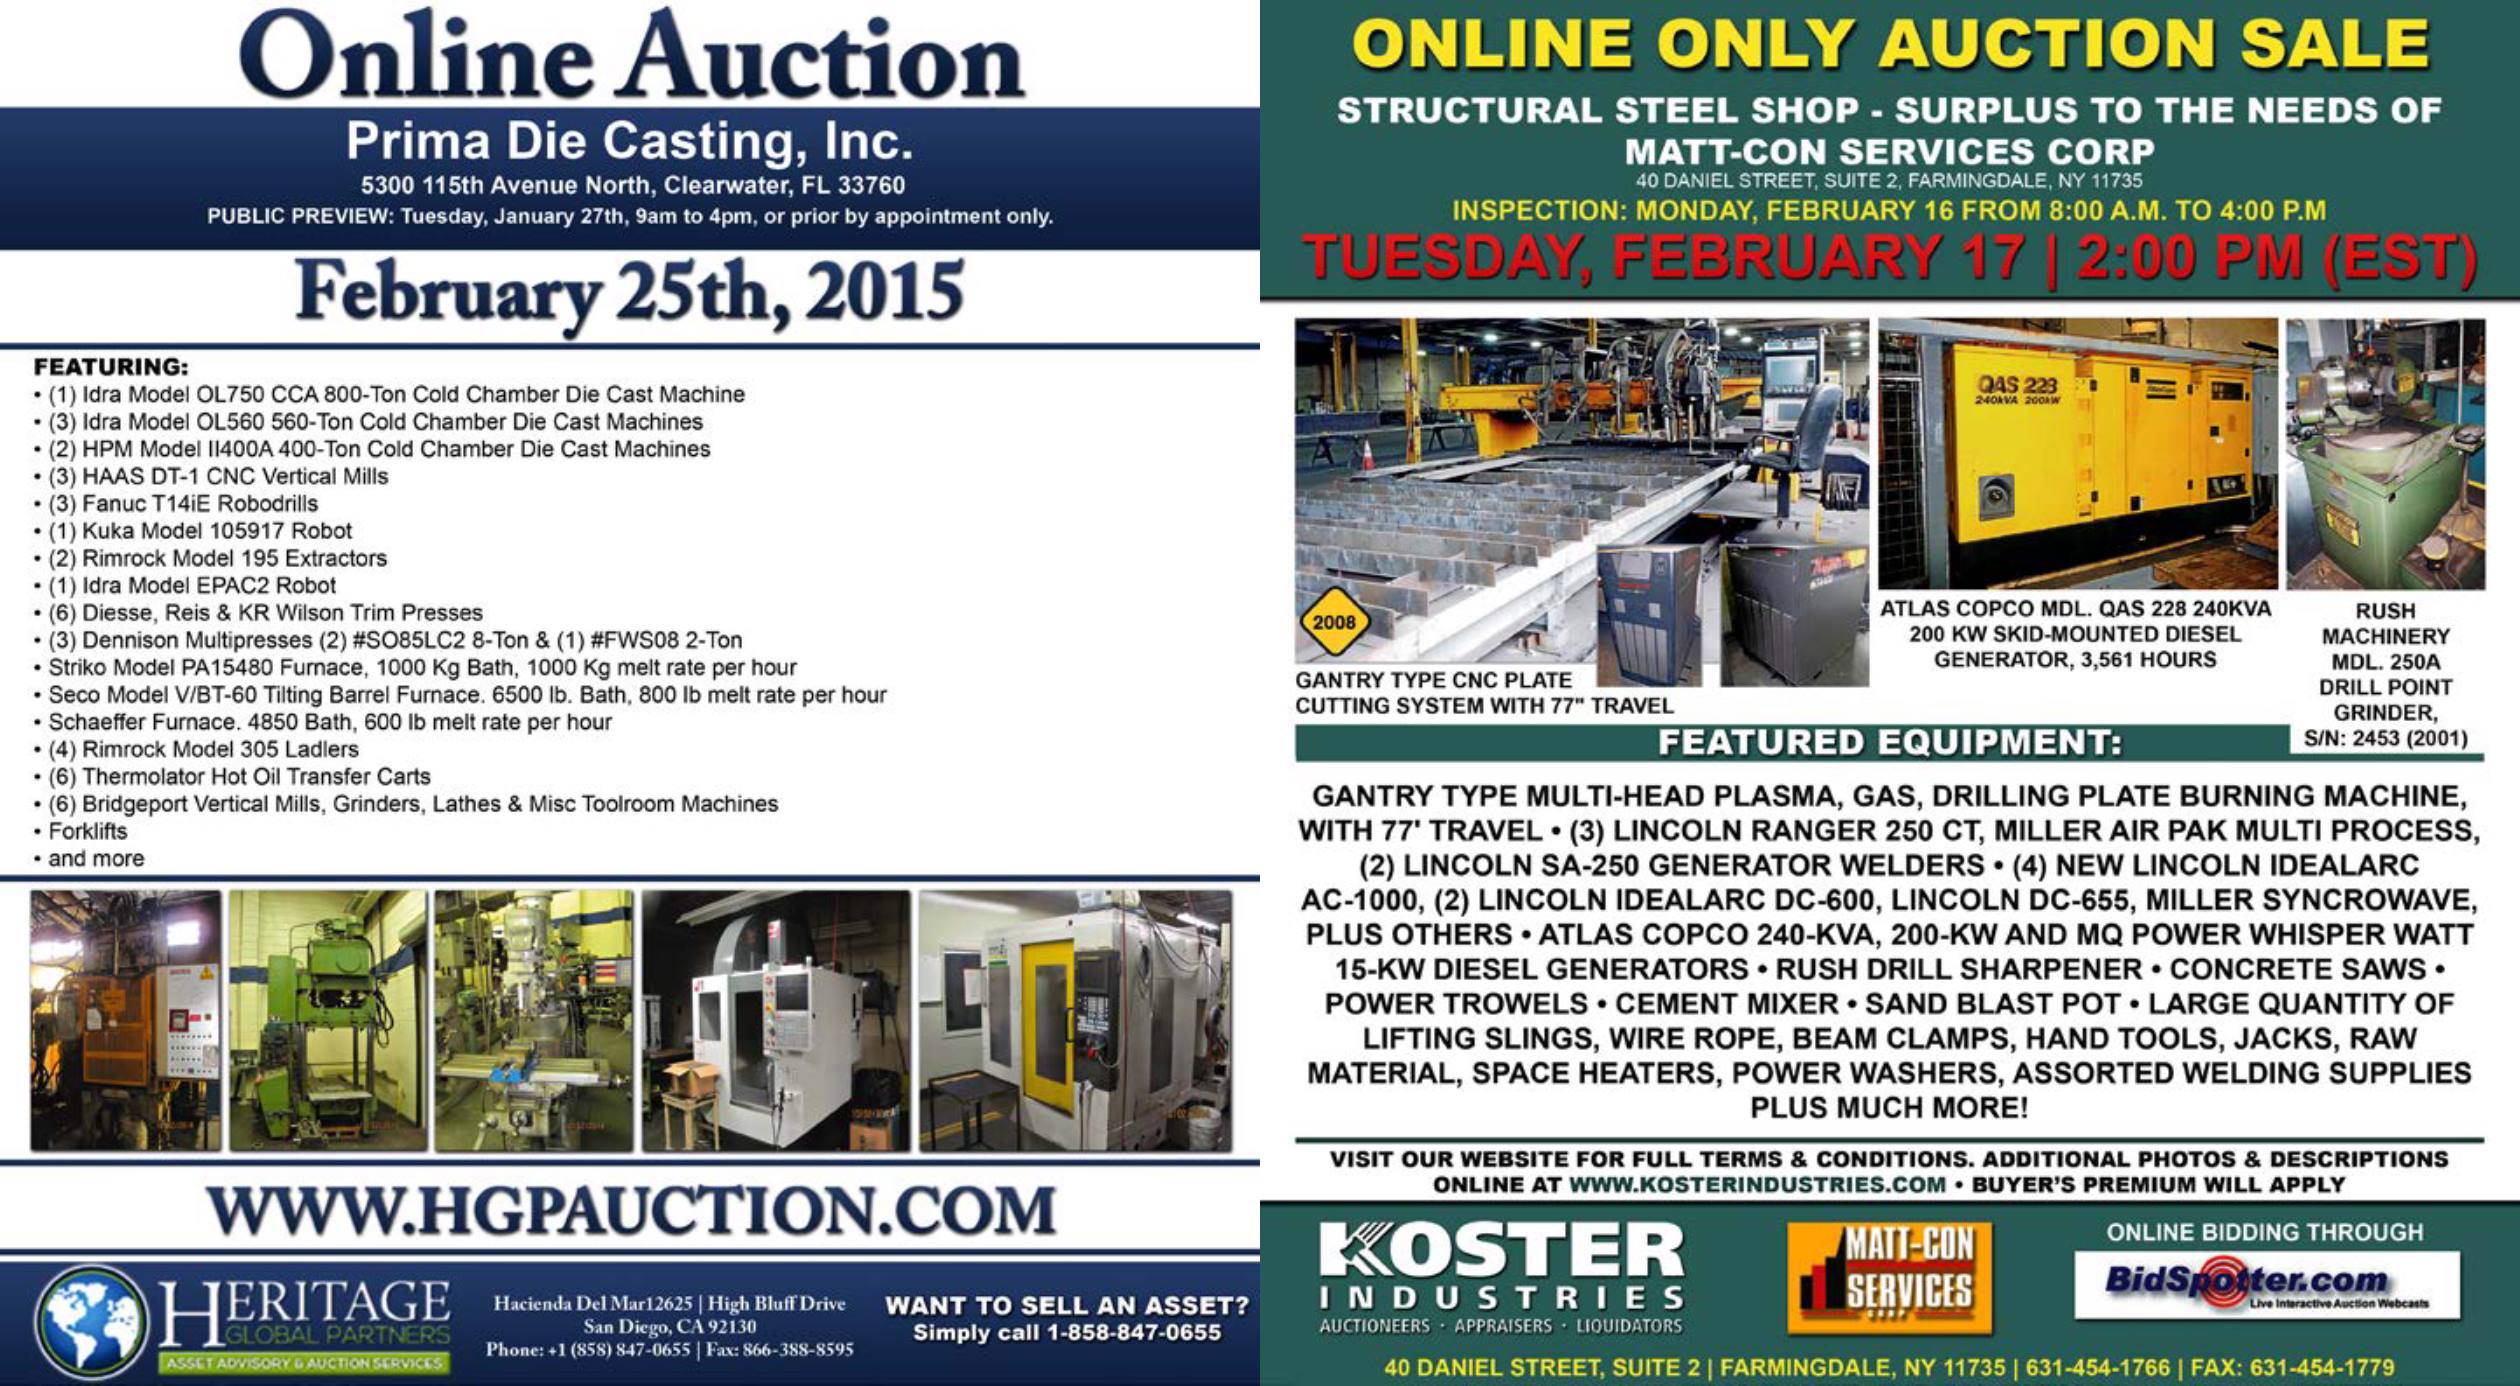 Online Auction
Prima Die Casting, Inc.
5300 115th Avenue North, Clearwater, FL 33760
PUBLIC PREVIEW: Tuesday, January 27th, 9am to 4pm, or prior by appointment only.
February 25th, 2015
FEATURING:
• (1) Idra Model OL750 CCA 800-Ton Cold Chamber Die Cast Machine
• (3) Idra Model OL560 560-Ton Cold Chamber Die Cast Machines
• (2) HPM Model II400A 400-Ton Cold Chamber Die Cast Machines
• (3) HAAS DT-1 CNC Vertical Mills
• (3) Fanuc T14iE Robodrills
• (1) Kuka Model 105917 Robot
• (2) Rimrock Model 195 Extractors
• (1) Idra Model EPAC2 Robot
• (6) Diesse, Reis & KR Wilson Trim Presses
• (3) Dennison Multipresses (2) #SO85LC2 8-Ton & (1) #FWS08 2-Ton
• Striko Model PA15480 Furnace, 1000 Kg Bath, 1000 Kg melt rate per hour
• Seco Model V/BT-60 Tilting Barrel Furnace. 6500 lb. Bath, 800 lb melt rate per hour
• Schaeffer Furnace. 4850 Bath, 600 lb melt rate per hour
• (4) Rimrock Model 305 Ladlers
• (6) Thermolator Hot Oil Transfer Carts
• (6) Bridgeport Vertical Mills, Grinders, Lathes & Misc Toolroom Machines
• Forklifts
• and more
WWW.HGPAUCTION.COM
HERITAGE
GLOBAL PARTNERS
ASSET ADVISORY & AUCTION SERVICES
Hacienda Del Mar12625 | High Bluff Drive
San Diego, CA 92130
Phone: +1 (858) 847-0655 | Fax: 866-388-8595
WANT TO SELL AN ASSET?
Simply call 1-858-847-0655
ONLINE ONLY AUCTION SALE
STRUCTURAL STEEL SHOP - SURPLUS TO THE NEEDS OF
MATT-CON SERVICES CORP
40 DANIEL STREET, SUITE 2, FARMINGDALE, NY 11735
INSPECTION: MONDAY, FEBRUARY 16 FROM 8:00 A.M. TO 4:00 P.M
TUESDAY, FEBRUARY 17 | 2:00 PM (EST)
QAS 228
240kVA 200kW
2008
GANTRY TYPE CNC PLATE
CUTTING SYSTEM WITH 77" TRAVEL
ATLAS COPCO MDL. QAS 228 240KVA
200 KW SKID-MOUNTED DIESEL
GENERATOR, 3,561 HOURS
RUSH
MACHINERY
MDL. 250A
DRILL POINT
GRINDER,
S/N: 2453 (2001)
FEATURED EQUIPMENT:
GANTRY TYPE MULTI-HEAD PLASMA, GAS, DRILLING PLATE BURNING MACHINE,
WITH 77' TRAVEL • (3) LINCOLN RANGER 250 CT, MILLER AIR PAK MULTI PROCESS,
(2) LINCOLN SA-250 GENERATOR WELDERS • (4) NEW LINCOLN IDEALARC
AC-1000, (2) LINCOLN IDEALARC DC-600, LINCOLN DC-655, MILLER SYNCROWAVE,
PLUS OTHERS • ATLAS COPCO 240-KVA, 200-KW AND MQ POWER WHISPER WATT
15-KW DIESEL GENERATORS • RUSH DRILL SHARPENER • CONCRETE SAWS •
POWER TROWELS • CEMENT MIXER • SAND BLAST POT • LARGE QUANTITY OF
LIFTING SLINGS, WIRE ROPE, BEAM CLAMPS, HAND TOOLS, JACKS, RAW
MATERIAL, SPACE HEATERS, POWER WASHERS, ASSORTED WELDING SUPPLIES
PLUS MUCH MORE!
VISIT OUR WEBSITE FOR FULL TERMS & CONDITIONS. ADDITIONAL PHOTOS & DESCRIPTIONS
ONLINE AT WWW.KOSTERINDUSTRIES.COM • BUYER'S PREMIUM WILL APPLY
KOSTER
INDUSTRIES
AUCTIONEERS · APPRAISERS · LIQUIDATORS
MATT-CON
SERVICES
CORP
ONLINE BIDDING THROUGH
BidSpotter.com
Live Interactive Auction Webcasts
40 DANIEL STREET, SUITE 2 | FARMINGDALE, NY 11735 | 631-454-1766 | FAX: 631-454-1779